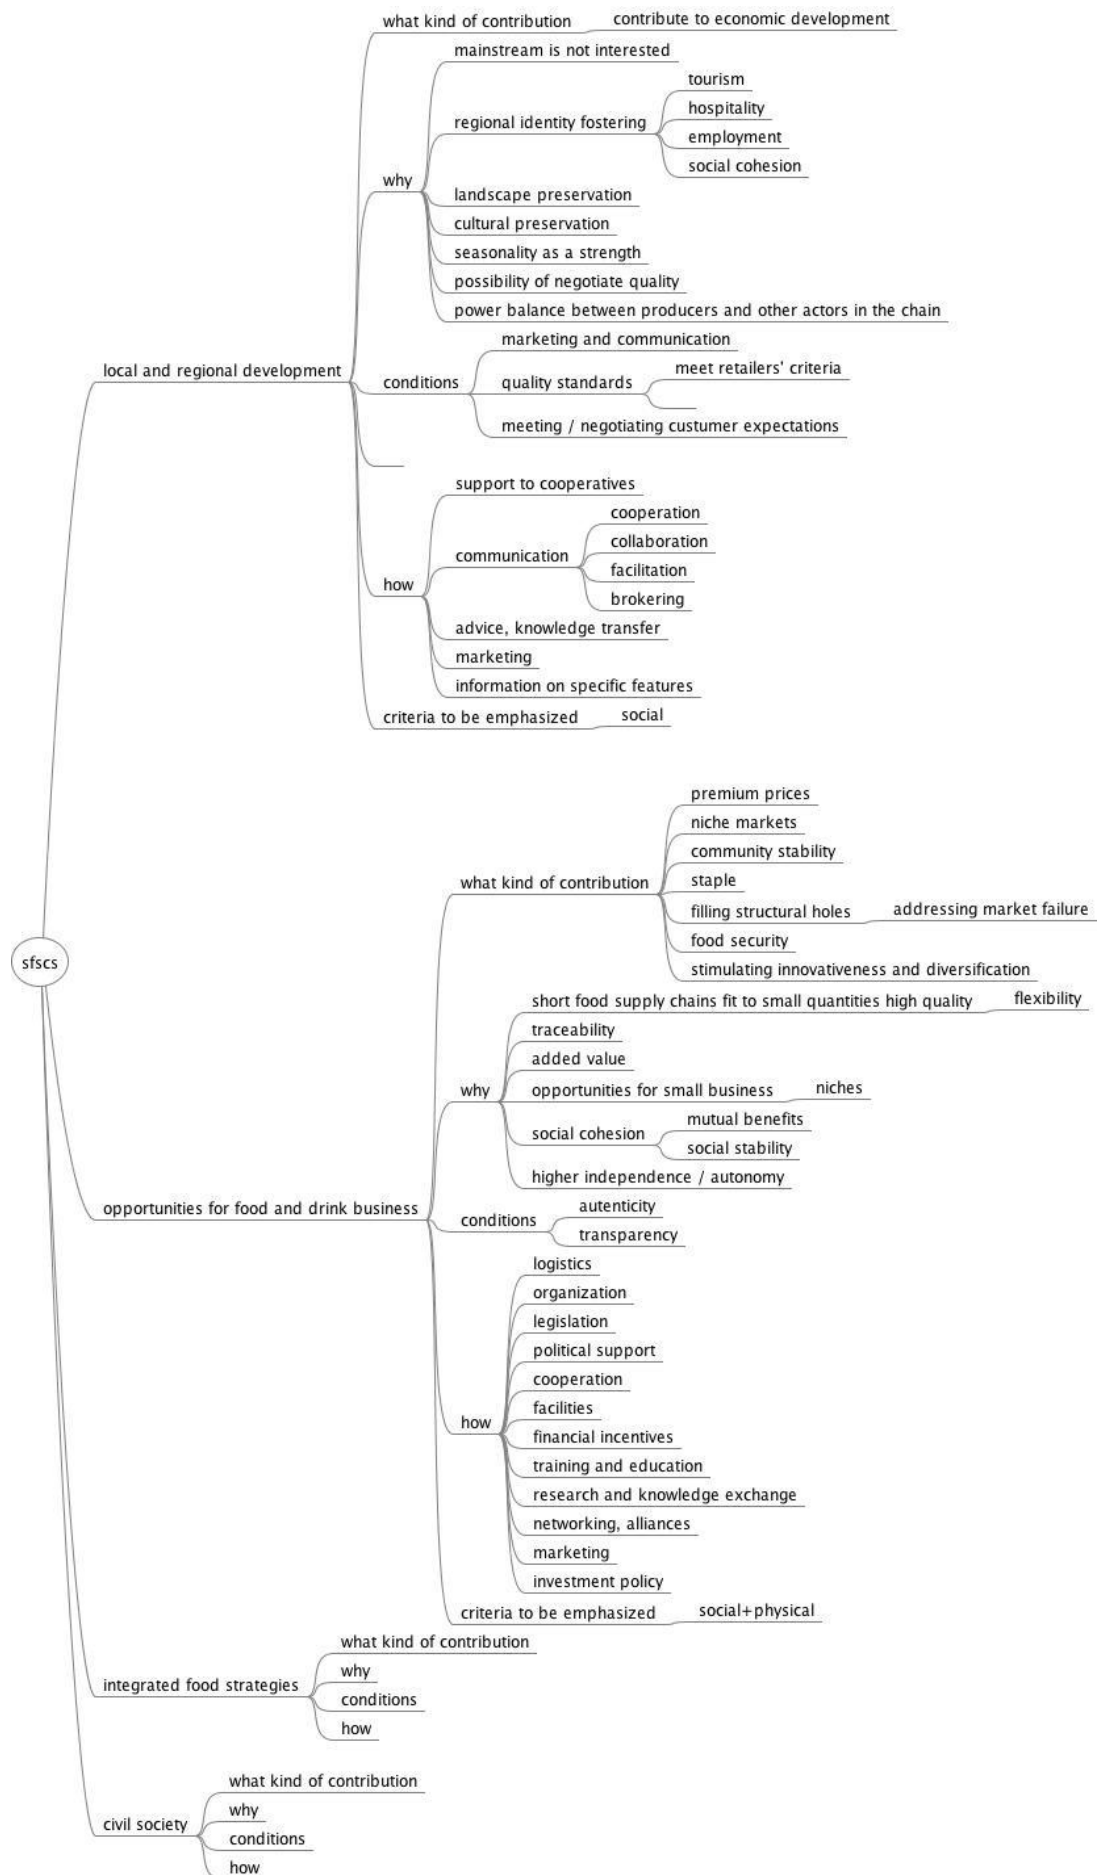 what kind of contribution
contribute to economic development
mainstream is not interested
tourism
hospitality
regional identity fostering
employment
social cohesion
why
landscape preservation
cultural preservation
seasonality as a strength
possibility of negotiate quality
power balance between producers and other actors in the chain
marketing and communication
local and regional development
meet retailers' criteria
conditions
quality standards
meeting / negotiating custumer expectations
support to cooperatives
cooperation
collaboration
communication
facilitation
how
brokering
advice, knowledge transfer
marketing
information on specific features
criteria to be emphasized
social
premium prices
niche markets
community stability
what kind of contribution
staple
filling structural holes
addressing market failure
food security
sfscs
stimulating innovativeness and diversification
short food supply chains fit to small quantities high quality
flexibility
traceability
added value
why
opportunities for small business
niches
mutual benefits
social cohesion
social stability
higher independence / autonomy
opportunities for food and drink business
autenticity
conditions
transparency
logistics
organization
legislation
political support
cooperation
facilities
how
financial incentives
training and education
research and knowledge exchange
networking, alliances
marketing
investment policy
criteria to be emphasized
social+physical
what kind of contribution
why
integrated food strategies
conditions
how
what kind of contribution
why
civil society
conditions
how